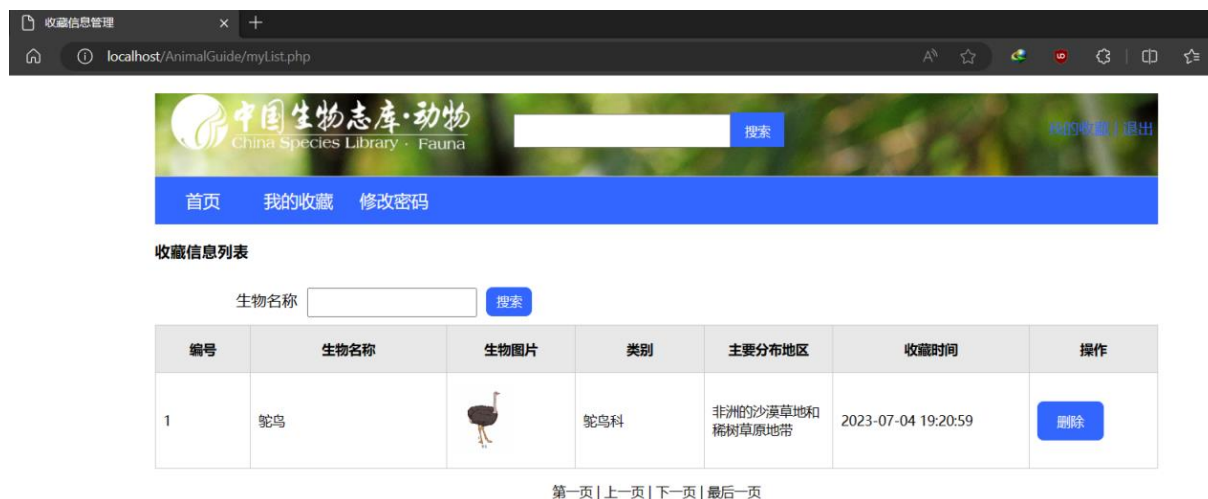 收藏信息管理
localhost/AnimalGuide/myList.php
中国生物志库·动物
China Species Library · Fauna
搜索
我的收藏 | 退出
首页 我的收藏 修改密码
收藏信息列表
生物名称 搜索
编号 生物名称 生物图片 类别 主要分布地区 收藏时间 操作
1 鸵鸟 鸵鸟科 非洲的沙漠草地和
稀树草原地带 2023-07-04 19:20:59 删除
第一页 | 上一页 | 下一页 | 最后一页